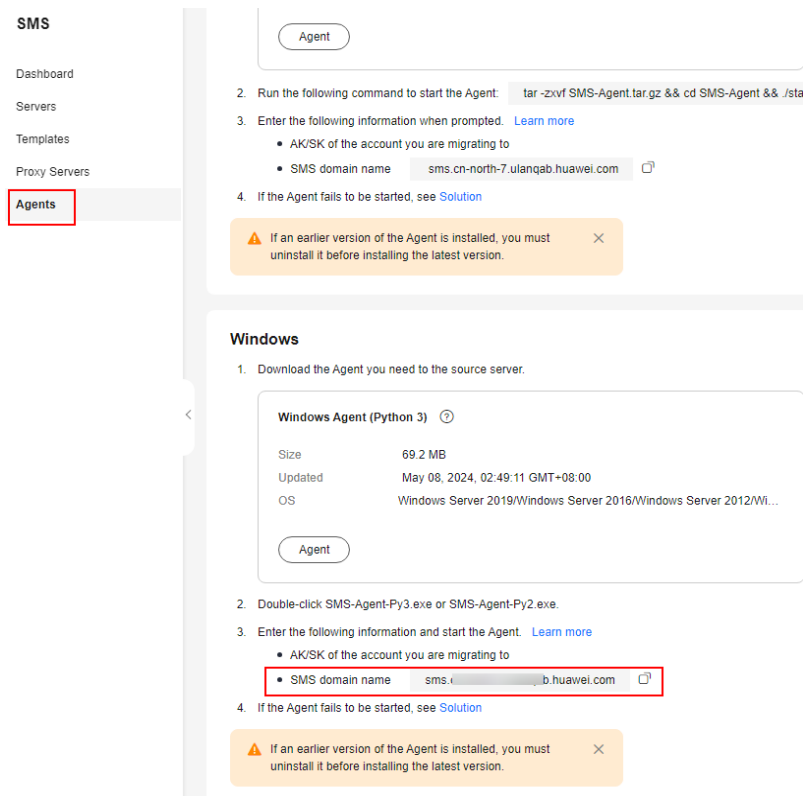 SMS
Dashboard
Servers
Templates
Proxy Servers
Agents
Agent
2. Run the following command to start the Agent: tar -zxvf SMS-Agent.tar.gz && cd SMS-Agent && ./sta
3. Enter the following information when prompted. Learn more
• AK/SK of the account you are migrating to
• SMS domain name sms.cn-north-7.ulanqab.huawei.com
4. If the Agent fails to be started, see Solution
If an earlier version of the Agent is installed, you must
uninstall it before installing the latest version.
Windows
1. Download the Agent you need to the source server.
Windows Agent (Python 3)
Size 69.2 MB
Updated May 08, 2024, 02:49:11 GMT+08:00
OS Windows Server 2019/Windows Server 2016/Windows Server 2012/Wi...
Agent
2. Double-click SMS-Agent-Py3.exe or SMS-Agent-Py2.exe.
3. Enter the following information and start the Agent. Learn more
• AK/SK of the account you are migrating to
• SMS domain name sms. b.huawei.com
4. If the Agent fails to be started, see Solution
If an earlier version of the Agent is installed, you must
uninstall it before installing the latest version.